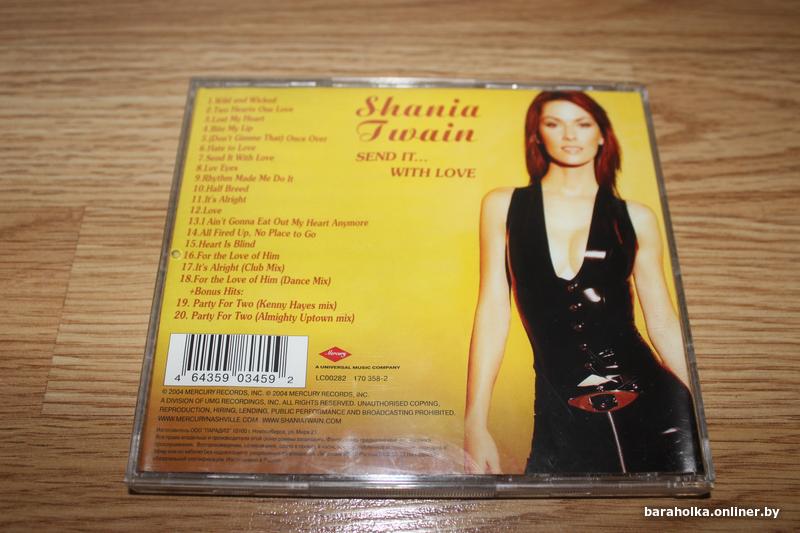 1.Wild and Wicked
2.Two Hearts One Love
3.Lost My Heart
4.Bite My Lip
5.(Don't Gimme That) Once Over
6.Hate to Love
7.Send It With Love
8.Luv Eyes
9.Rhythm Made Me Do It
10.Half Breed
11.It's Alright
12.Love
13.I Ain't Gonna Eat Out My Heart Anymore
14.All Fired Up, No Place to Go
15.Heart Is Blind
16.For the Love of Him
17.It's Alright (Club Mix)
18.For the Love of Him (Dance Mix)
+Bonus Hits:
19. Party For Two (Kenny Hayes mix)
20. Party For Two (Almighty Uptown mix)
Shania
Twain
SEND IT...
WITH LOVE
4 64359 03459 2
Mercury
A UNIVERSAL MUSIC COMPANY
LC00282 170 358-2
© 2004 MERCURY RECORDS, INC. © 2004 MERCURY RECORDS, INC.
A DIVISION OF UMG RECORDINGS, INC. ALL RIGHTS RESERVED. UNAUTHORISED COPYING,
REPRODUCTION, HIRING, LENDING, PUBLIC PERFORMANCE AND BROADCASTING PROHIBITED.
WWW.MERCURYNASHVILLE.COM WWW.SHANIATWAIN.COM
baraholka.onliner.by